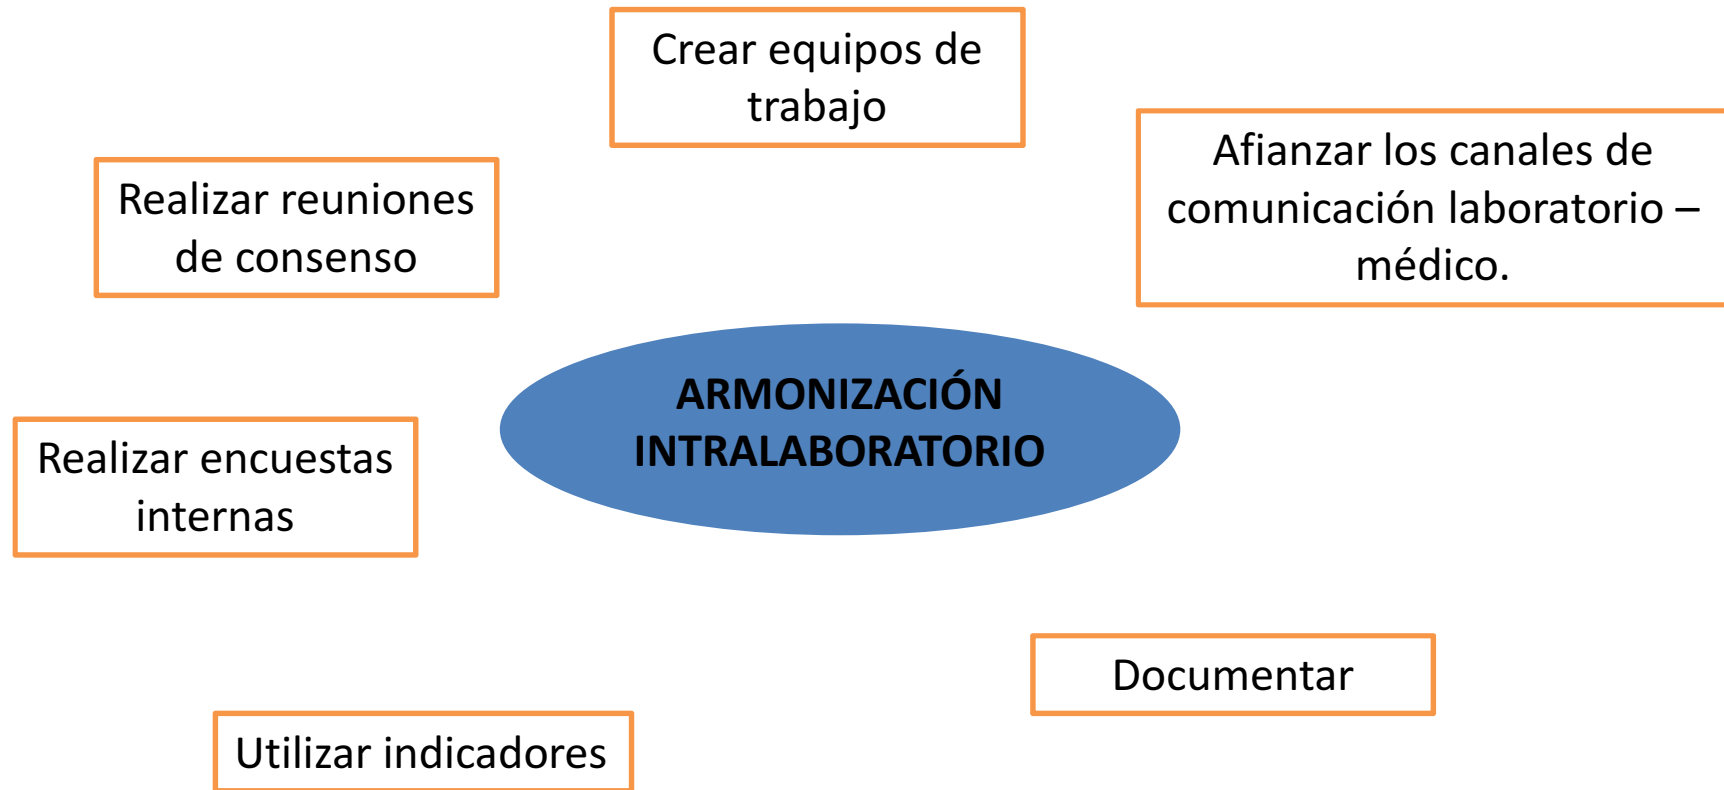 Crear equipos de
trabajo
Afianzar los canales de
comunicación laboratorio –
médico.
Realizar reuniones
de consenso
ARMONIZACIÓN
INTRALABORATORIO
Realizar encuestas
internas
Documentar
Utilizar indicadores